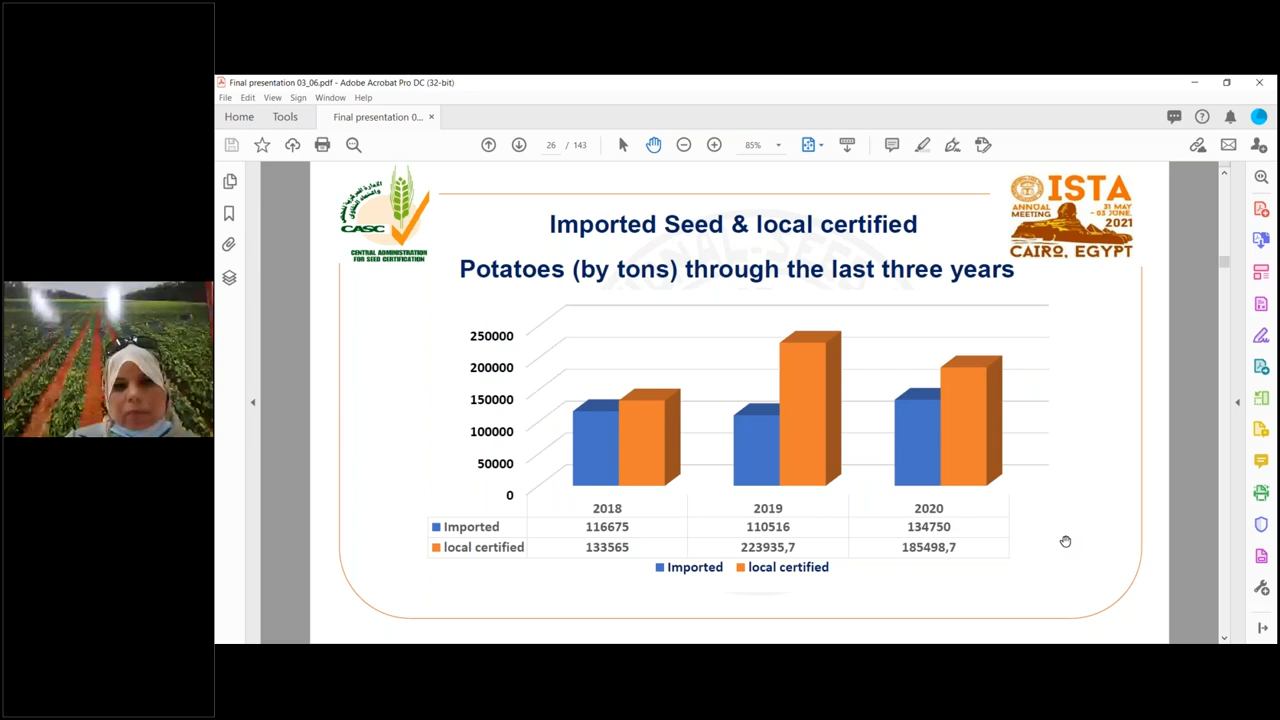 Final presentation 03_06.pdf - Adobe Acrobat Pro DC (32-bit)
File Edit View Sign Window Help
Home Tools Final presentation 0... ×
26 / 143 85%
CASC
CENTRAL ADMINISTRATION
FOR SEED CERTIFICATION
ISTA
ANNUAL MEETING 31 MAY - 03 JUNE. 2021
CAIRO, EGYPT
Imported Seed & local certified
Potatoes (by tons) through the last three years
250000
200000
150000
100000
50000
0
2018 2019 2020
Imported 116675 110516 134750
local certified 133565 223935,7 185498,7
Imported local certified